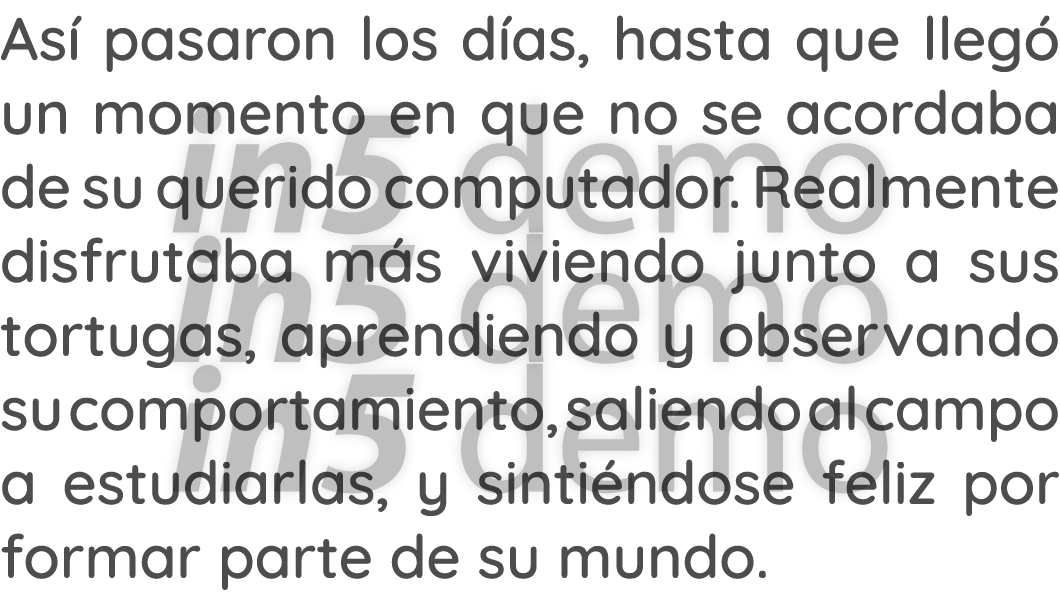 Así pasaron los días, hasta que llegó
un momento en que no se acordaba
de su querido computador. Realmente
disfrutaba más viviendo junto a sus
tortugas, aprendiendo y observando
su comportamiento, saliendo al campo
a estudiarlas, y sintiéndose feliz por
formar parte de su mundo.
in5 demo
in5 demo
in5 demo